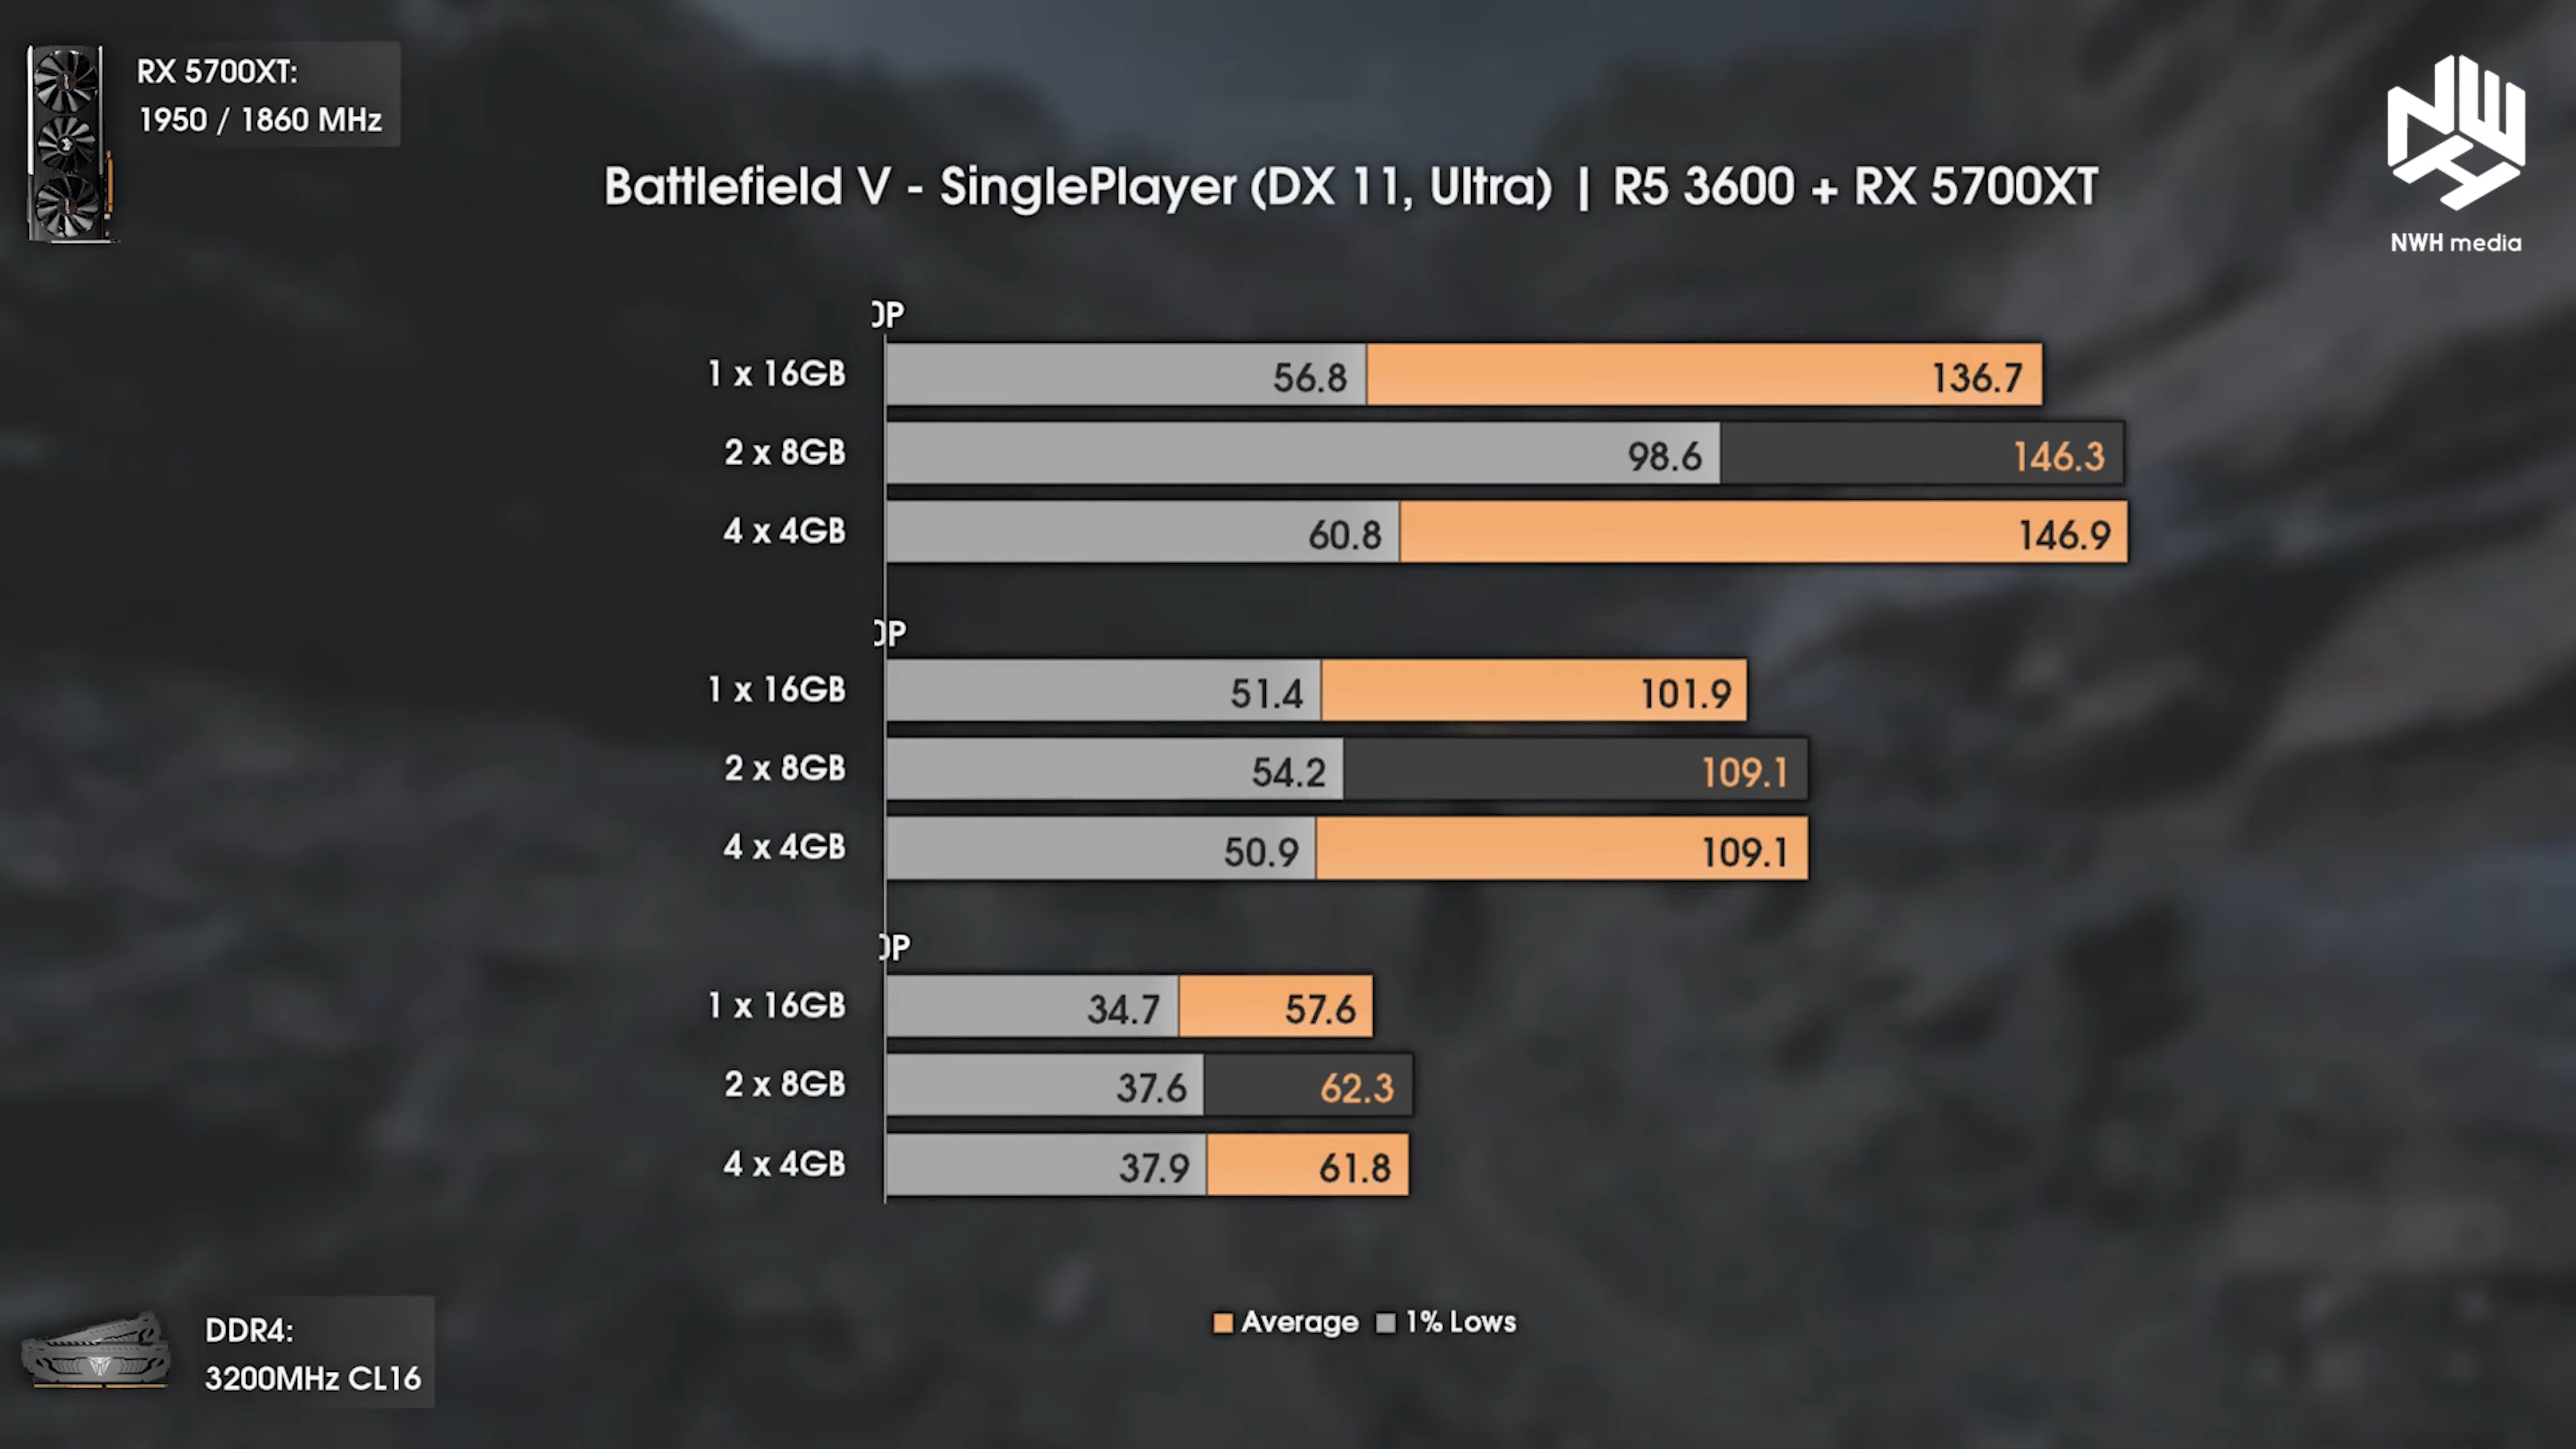 RX 5700XT:
1950 / 1860 MHz
NWH media
Battlefield V - SinglePlayer (DX 11, Ultra) | R5 3600 + RX 5700XT
0P
1 x 16GB 56.8 136.7
2 x 8GB 98.6 146.3
4 x 4GB 60.8 146.9
0P
1 x 16GB 51.4 101.9
2 x 8GB 54.2 109.1
4 x 4GB 50.9 109.1
0P
1 x 16GB 34.7 57.6
2 x 8GB 37.6 62.3
4 x 4GB 37.9 61.8
Average 1% Lows
DDR4:
3200MHz CL16